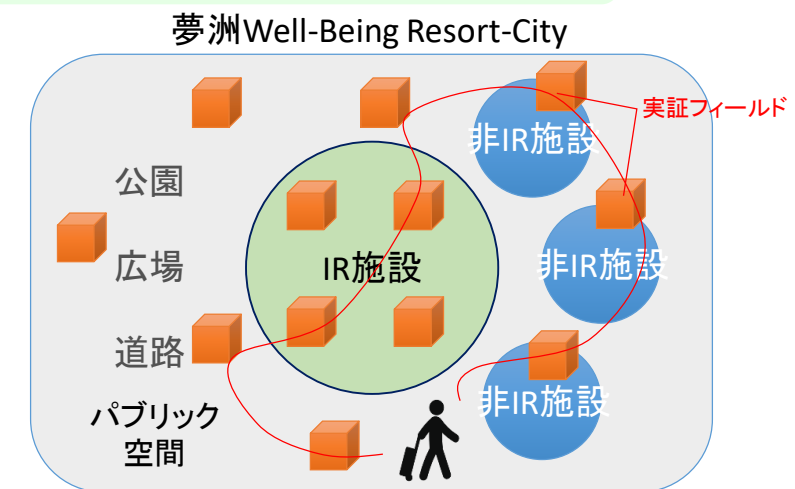 夢洲Well-Being Resort-City
実証フィールド
非IR施設
公園
非IR施設
広場
IR施設
道路
非IR施設
パブリック
空間